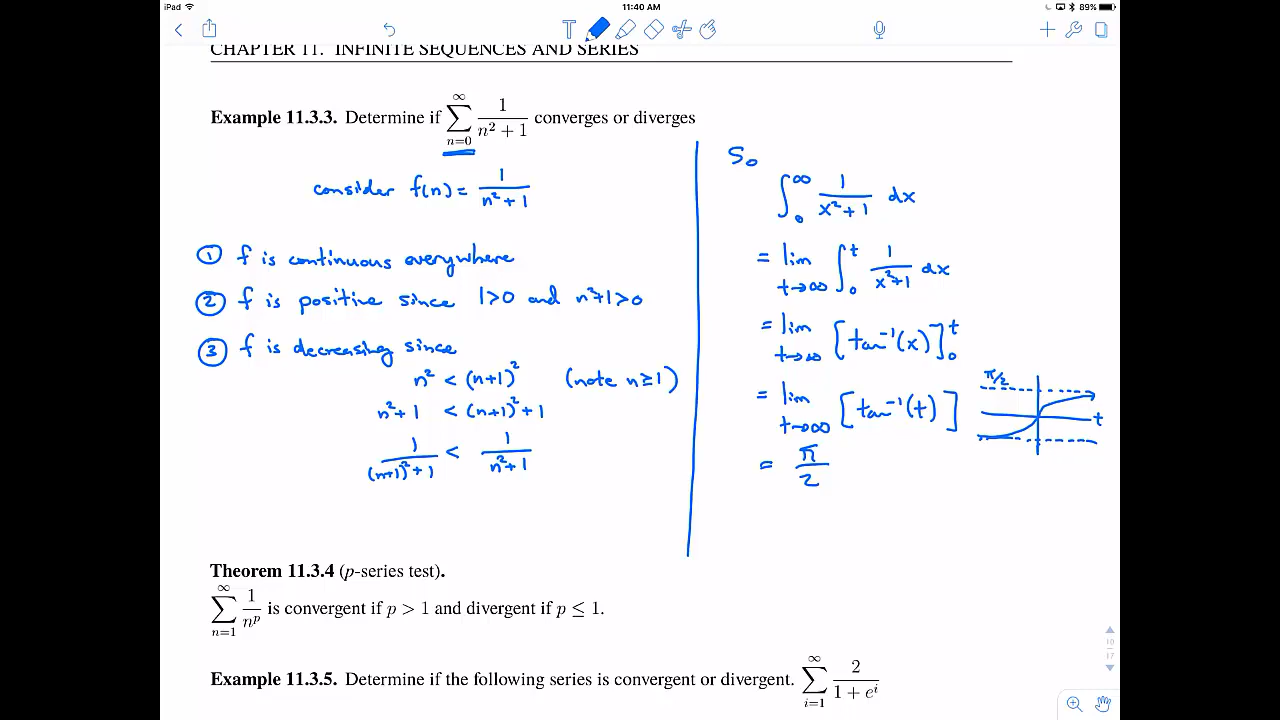 iPad
11:40 AM
89%
T
CHAPTER 11. INFINITE SEQUENCES AND SERIES
Example 11.3.3. Determine if ∑_{n=0}^{∞} 1/(n² + 1) converges or diverges
consider f(n) = 1/(n² + 1)
① f is continuous everywhere
② f is positive since 1>0 and n²+1>0
③ f is decreasing since
n² < (n+1)² (note n≥1)
n²+1 < (n+1)²+1
1/((n+1)²+1) < 1/(n²+1)
So
∫_0^∞ 1/(x²+1) dx
= lim_{t→∞} ∫_0^t 1/(x²+1) dx
= lim_{t→∞} [tan⁻¹(x)]_0^t
= lim_{t→∞} [tan⁻¹(t)]
= π/2
π/2
t
Theorem 11.3.4 (p-series test).
∑_{n=1}^{∞} 1/n^p is convergent if p > 1 and divergent if p ≤ 1.
Example 11.3.5. Determine if the following series is convergent or divergent. ∑_{i=1}^{∞} 2/(1 + e^i)
10
17